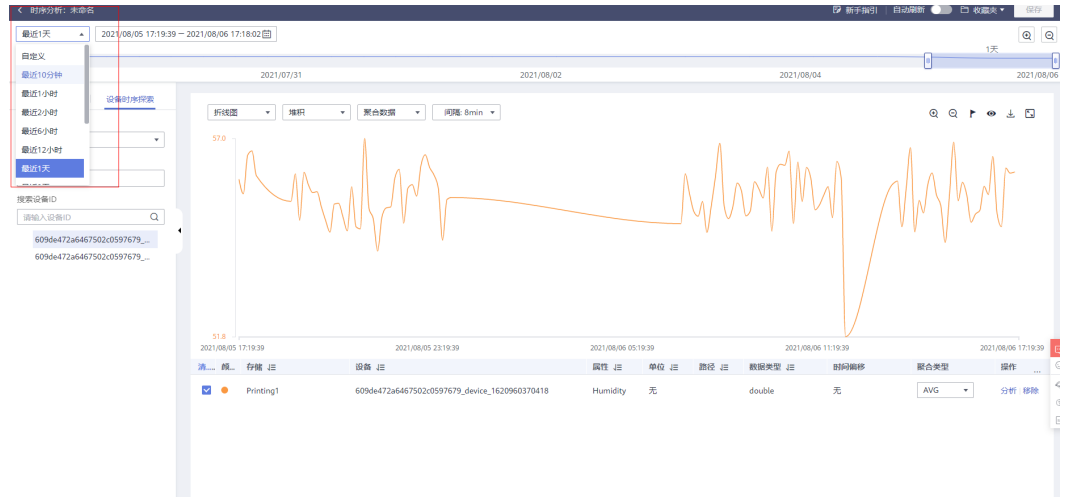 时序分析：未命名 新手指引 自动刷新 收藏夹 保存
最近1天 2021/08/05 17:19:39 – 2021/08/06 17:18:02
1天
2021/07/31 2021/08/02 2021/08/04 2021/08/06
自定义
最近10分钟
最近1小时
最近2小时
最近6小时
最近12小时
最近1天
设备时序探索
搜索设备ID
请输入设备ID
609de472a6467502c0597679_...
609de472a6467502c0597679_...
折线图 堆积 聚合数据 间隔: 8min
57.0
51.8
2021/08/05 17:19:39 2021/08/05 23:19:39 2021/08/06 05:19:39 2021/08/06 11:19:39 2021/08/06 17:19:39
清... 颜... 存储 设备 属性 单位 路径 数据类型 时间偏移 聚合类型 操作 ...
Printing1 609de472a6467502c0597679_device_1620960370418 Humidity 无 double 无 AVG 分析 移除